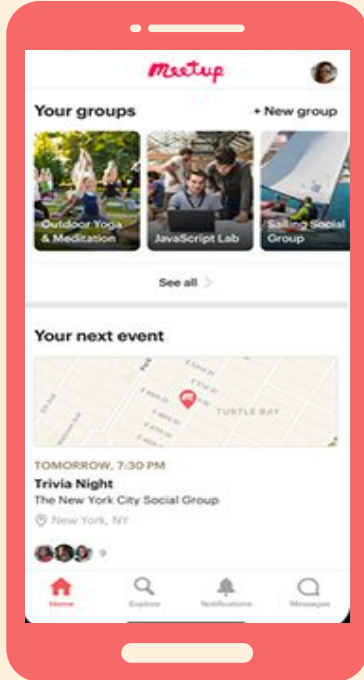 meetup
Your groups
+ New group
Outdoor Yoga
& Meditation
JavaScript Lab
Sailing Social
Group
See all
Your next event
TURTLE BAY
TOMORROW, 7:30 PM
Trivia Night
The New York City Social Group
New York, NY
9
Home
Explore
Notifications
Messages